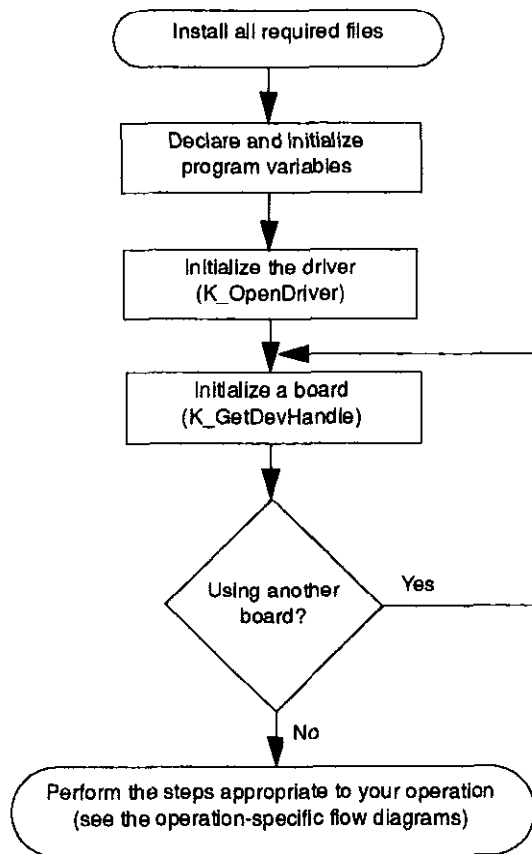 Install all required files
Declare and initialize
program variables
Initialize the driver
(K_OpenDriver)
Initialize a board
(K_GetDevHandle)
Using another
board?
Yes
No
Perform the steps appropriate to your operation
(see the operation-specific flow diagrams)